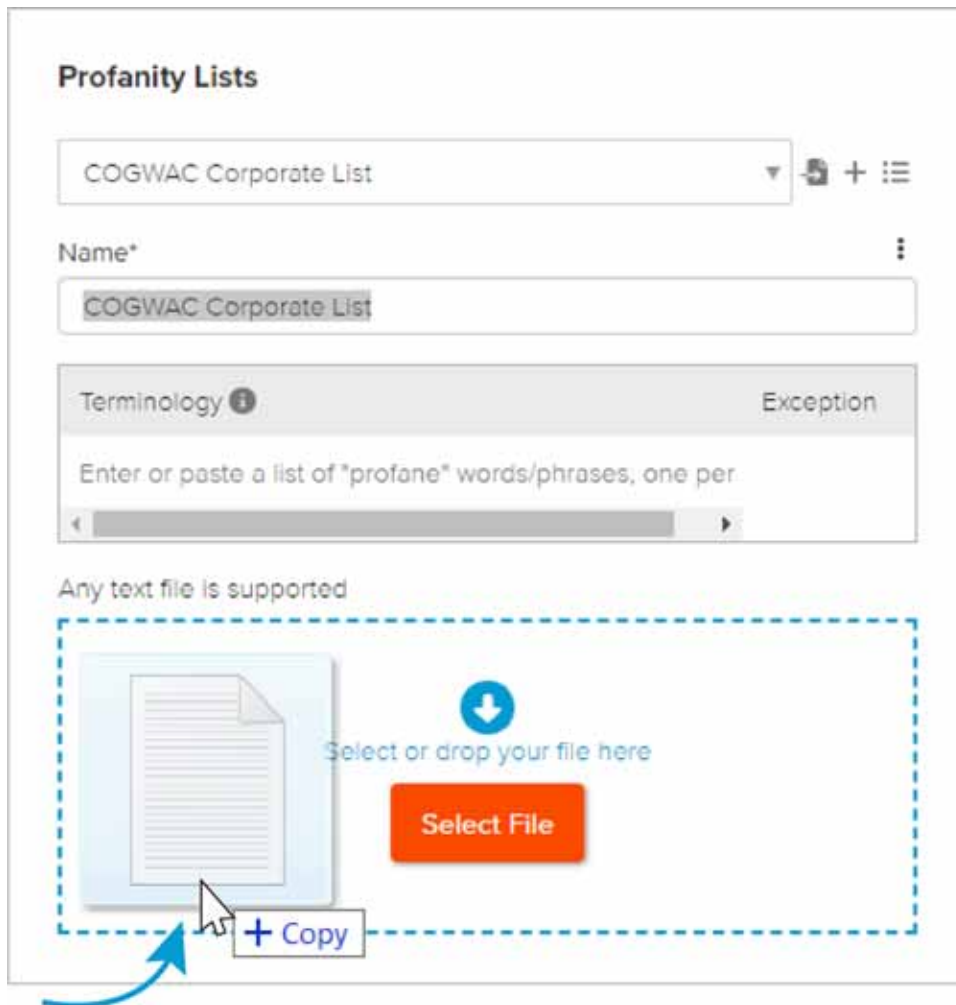 Profanity Lists
COGWAC Corporate List
Name*
COGWAC Corporate List
Terminology Exception
Enter or paste a list of "profane" words/phrases, one per
Any text file is supported
Select or drop your file here
Select File
+ Copy